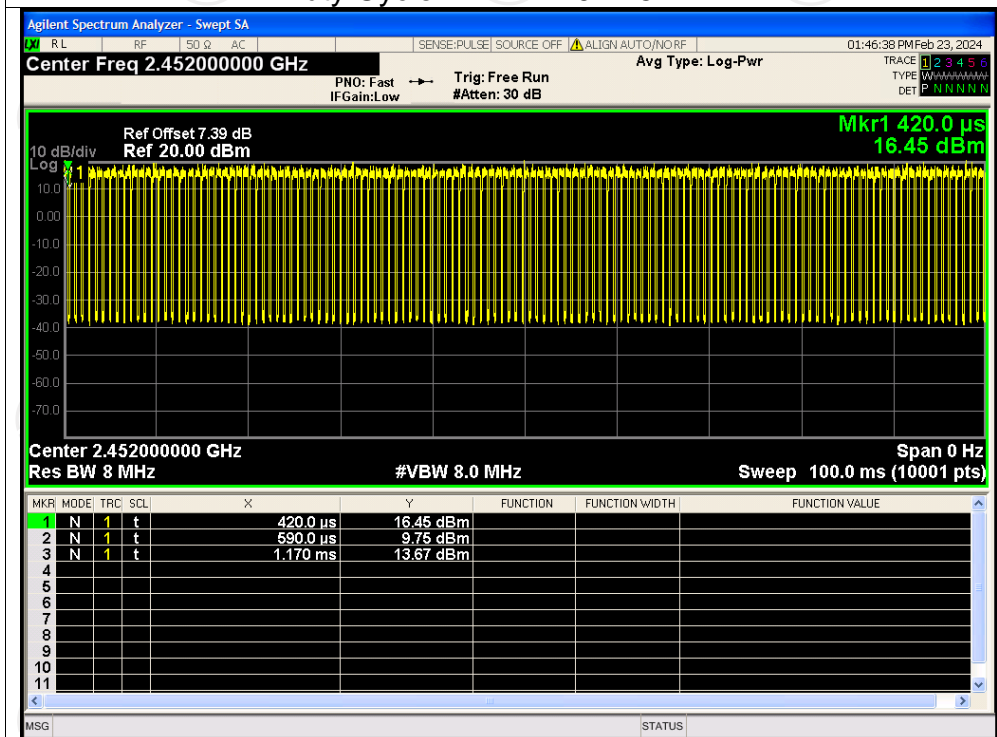 Agilent Spectrum Analyzer - Swept SA
LXI RL RF 50 Ω AC SENSE:PULSE SOURCE OFF ALIGN AUTO/NO RF 01:46:38 PM Feb 23, 2024
Center Freq 2.452000000 GHz Avg Type: Log-Pwr TRACE 1 2 3 4 5 6
PNO: Fast Trig: Free Run TYPE
IFGain:Low #Atten: 30 dB DET P N N N N N
Mkr1 420.0 µs
Ref Offset 7.39 dB
10 dB/div Ref 20.00 dBm 16.45 dBm
Log
1
10.0
0.00
-10.0
-20.0
-30.0
-40.0
-50.0
-60.0
-70.0
Center 2.452000000 GHz Span 0 Hz
Res BW 8 MHz #VBW 8.0 MHz Sweep 100.0 ms (10001 pts)
MKR MODE TRC SCL X Y FUNCTION FUNCTION WIDTH FUNCTION VALUE
1 N 1 t 420.0 µs 16.45 dBm
2 N 1 t 590.0 µs 9.75 dBm
3 N 1 t 1.170 ms 13.67 dBm
4
5
6
7
8
9
10
11
MSG STATUS